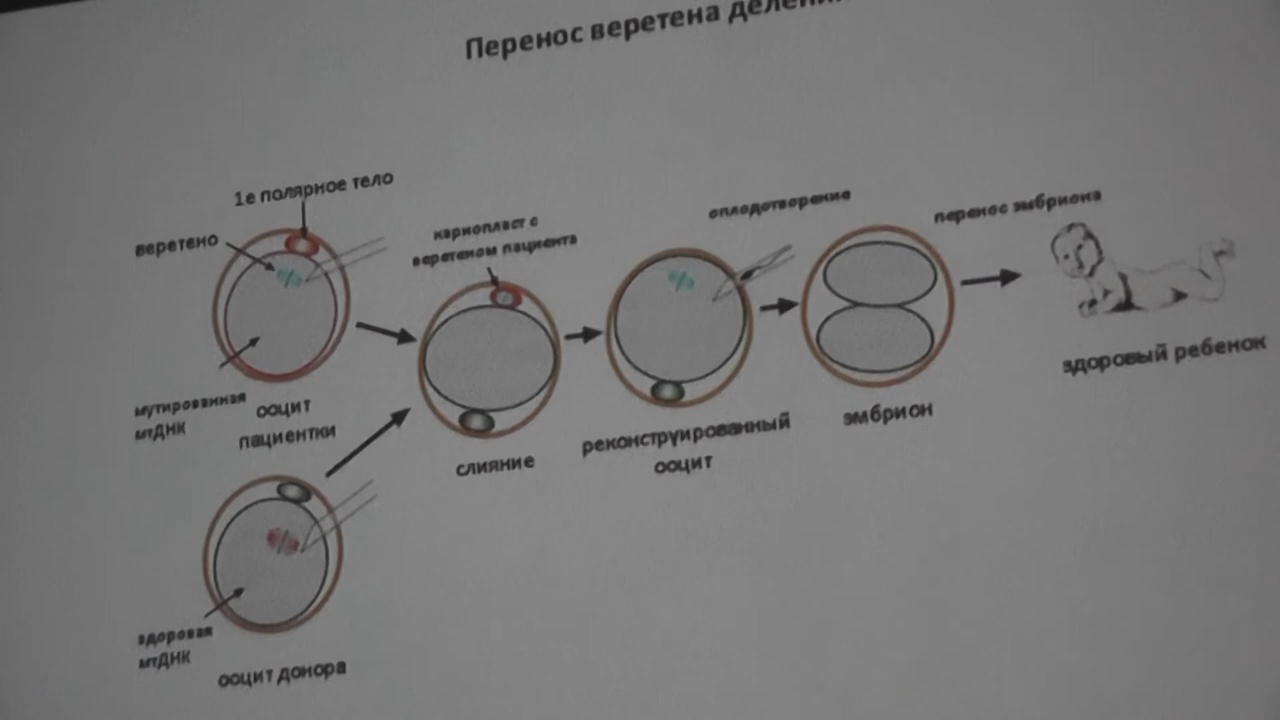 Перенос веретена
1е полярное тело
веретено
кариопласт с
веретеном пациента
оплодотворение
перенос эмбриона
мутированная
мтДНК
ооцит
пациентки
слияние
реконструированный
ооцит
эмбрион
здоровый ребенок
здоровая
мтДНК
ооцит донора